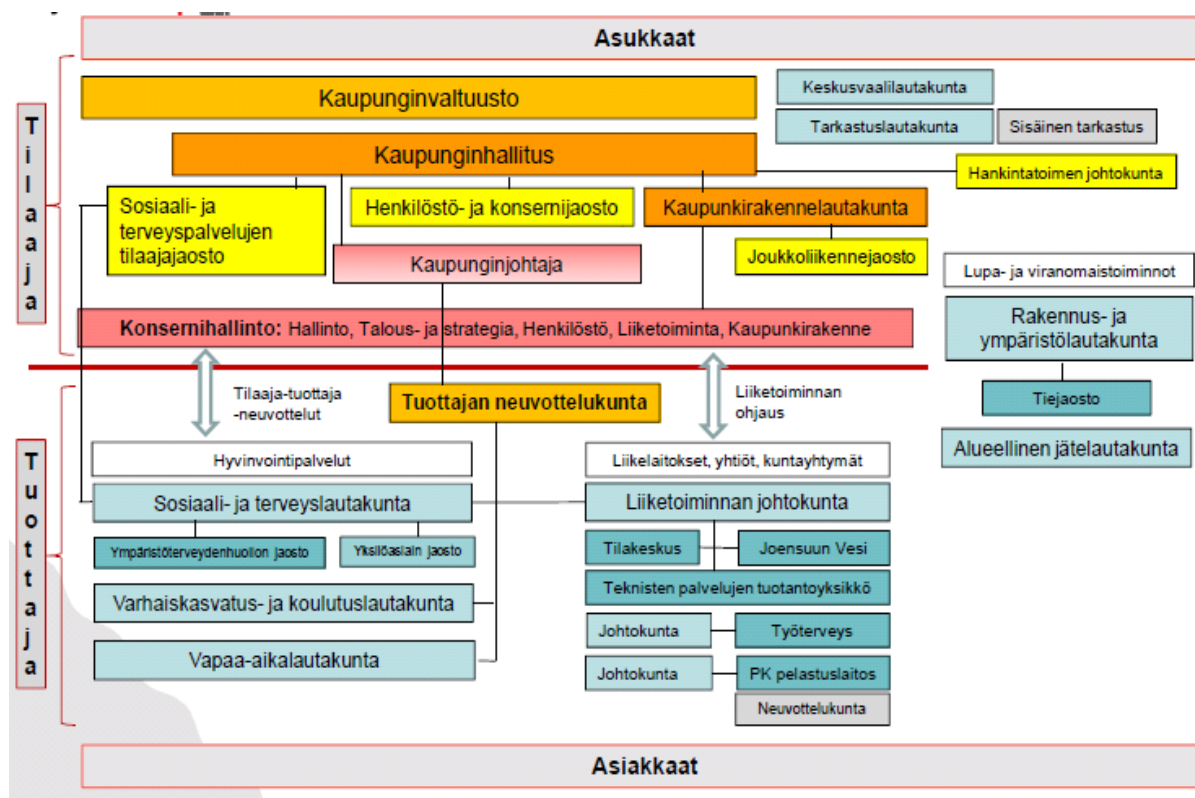 Asukkaat
Tilaaja
Kaupunginvaltuusto
Keskusvaalilautakunta
Tarkastuslautakunta
Sisäinen tarkastus
Kaupunginhallitus
Hankintatoimen johtokunta
Sosiaali- ja
terveyspalvelujen
tilaajajaosto
Henkilöstö- ja konsernijaosto
Kaupunkirakennelautakunta
Kaupunginjohtaja
Joukkoliikennejaosto
Lupa- ja viranomaistoiminnot
Konsernihallinto: Hallinto, Talous- ja strategia, Henkilöstö, Liiketoiminta, Kaupunkirakenne
Rakennus- ja
ympäristölautakunta
Tiejaosto
Alueellinen jätelautakunta
Tuottaja
Tilaaja-tuottaja
-neuvottelut
Tuottajan neuvottelukunta
Liiketoiminnan
ohjaus
Hyvinvointipalvelut
Liikelaitokset, yhtiöt, kuntayhtymät
Sosiaali- ja terveyslautakunta
Liiketoiminnan johtokunta
Ympäristöterveydenhuollon jaosto
Yksilöasiain jaosto
Tilakeskus
Joensuun Vesi
Teknisten palvelujen tuotantoyksikkö
Varhaiskasvatus- ja koulutuslautakunta
Johtokunta
Työterveys
Vapaa-aikalautakunta
Johtokunta
PK pelastuslaitos
Neuvottelukunta
Asiakkaat